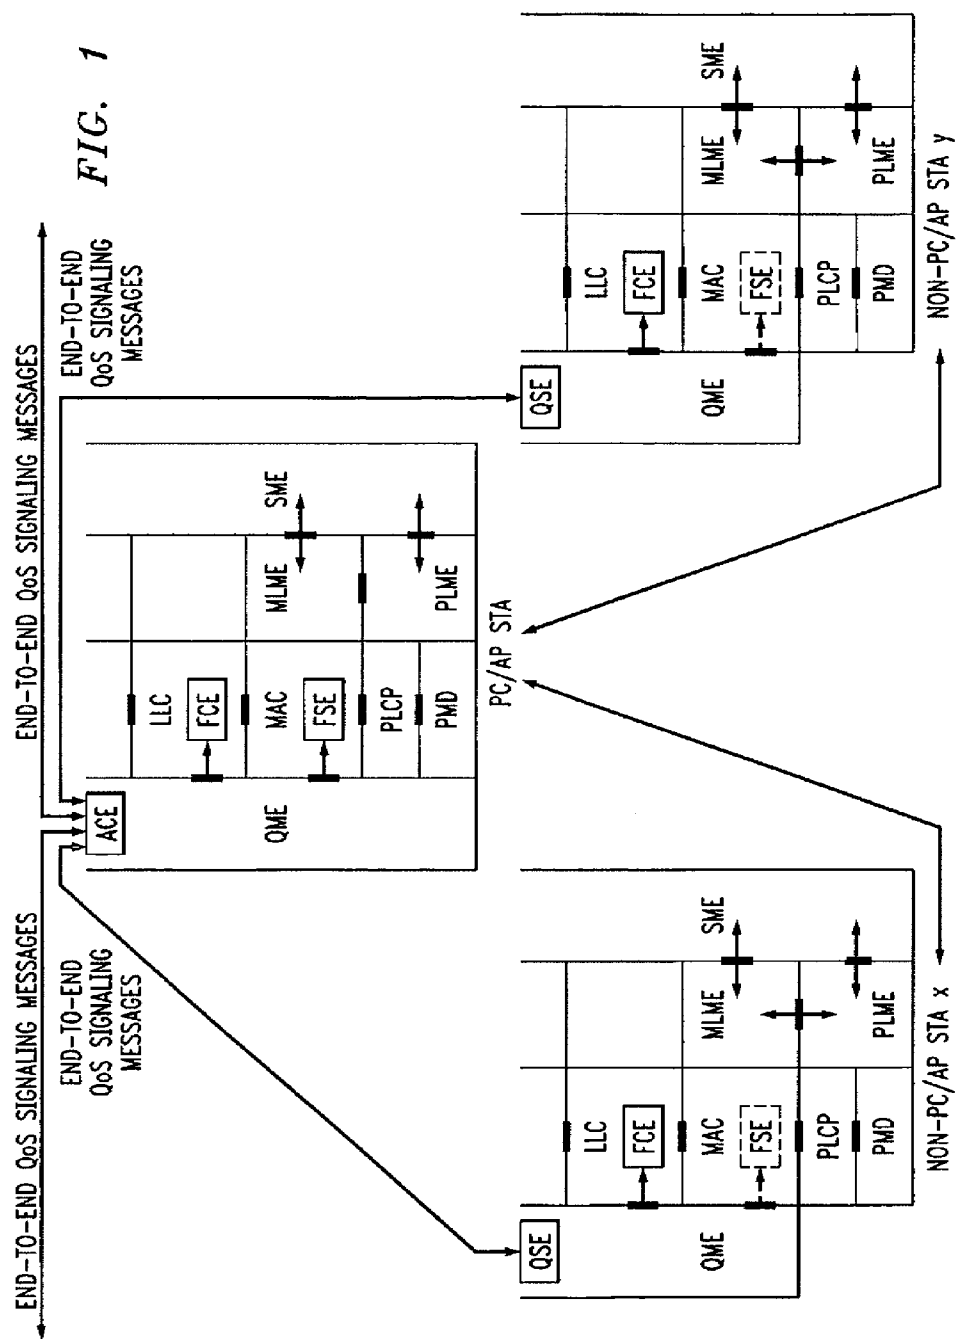 FIG. 1
END-TO-END QoS SIGNALING MESSAGES
END-TO-END QoS SIGNALING MESSAGES
END-TO-END
QoS SIGNALING
MESSAGES
END-TO-END
QoS SIGNALING
MESSAGES
ACE
QME
LLC
FCE
MAC
FSE
PLCP
PMD
MLME
PLME
SME
PC/AP STA
QSE
QME
LLC
FCE
MAC
FSE
PLCP
PMD
MLME
PLME
SME
NON-PC/AP STA x
QSE
QME
LLC
FCE
MAC
FSE
PLCP
PMD
MLME
PLME
SME
NON-PC/AP STA y